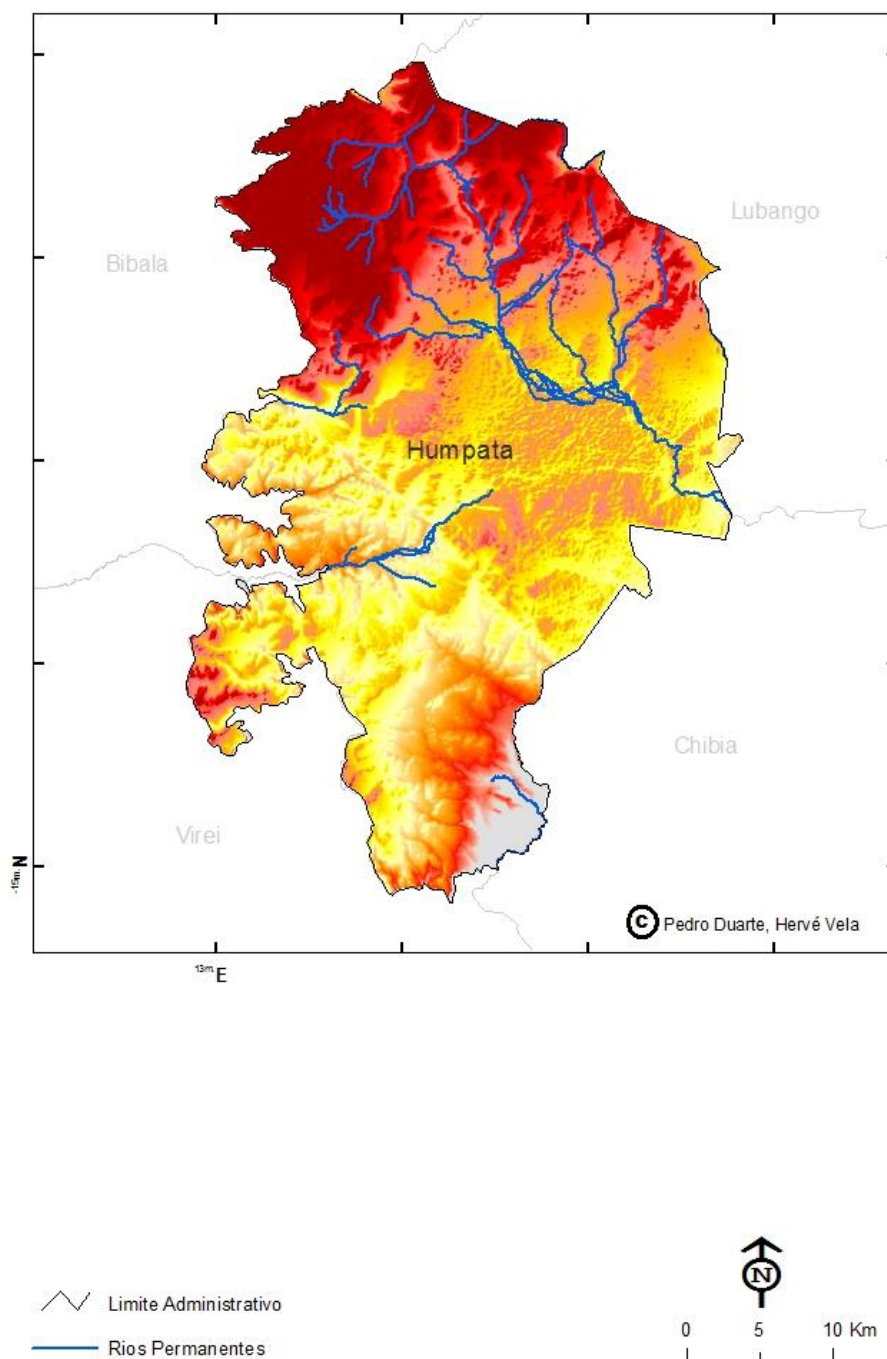 Lubango
Bibala
Humpata
Chibia
Virei
-15m. N
© Pedro Duarte, Hervé Vela
13m. E
N
Limite Administrativo
Rios Permanentes
0 5 10 Km